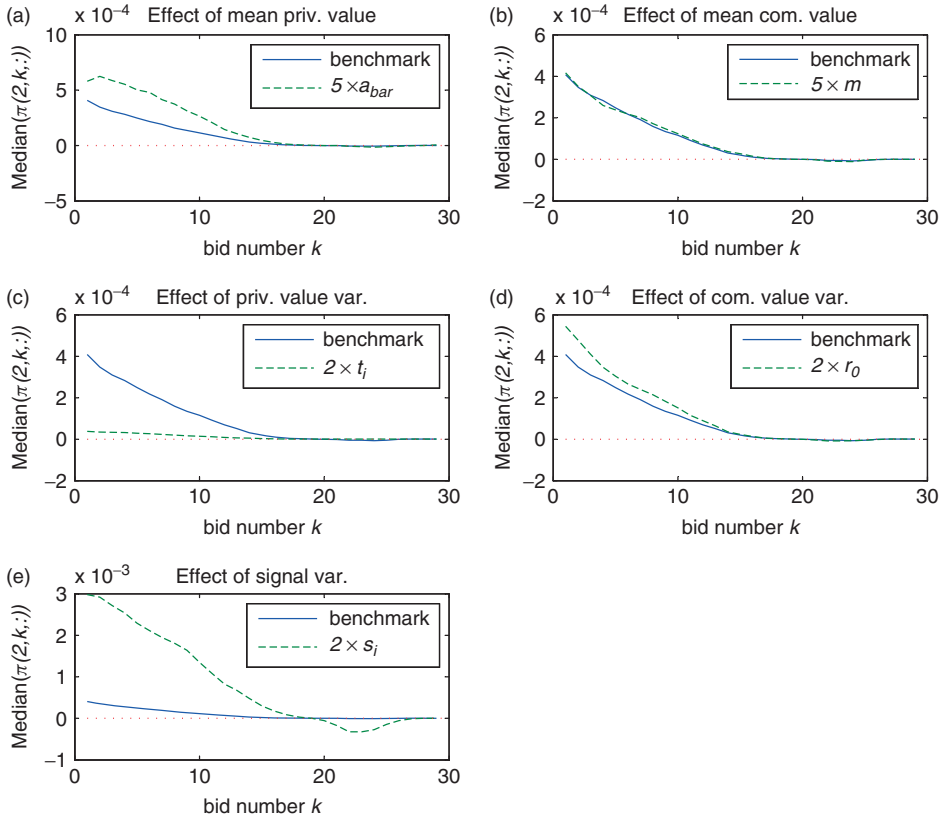 (a)
x 10⁻⁴
Effect of mean priv. value
10
5
0
−5
Median(π(2,k,:))
benchmark
5 × a_bar
0
10
20
30
bid number k
(b)
x 10⁻⁴
Effect of mean com. value
6
4
2
0
−2
Median(π(2,k,:))
benchmark
5 × m
0
10
20
30
bid number k
(c)
x 10⁻⁴
Effect of priv. value var.
6
4
2
0
−2
Median(π(2,k,:))
benchmark
2 × t_i
0
10
20
30
bid number k
(d)
x 10⁻⁴
Effect of com. value var.
6
4
2
0
−2
Median(π(2,k,:))
benchmark
2 × r_0
0
10
20
30
bid number k
(e)
x 10⁻³
Effect of signal var.
3
2
1
0
−1
Median(π(2,k,:))
benchmark
2 × s_i
0
10
20
30
bid number k